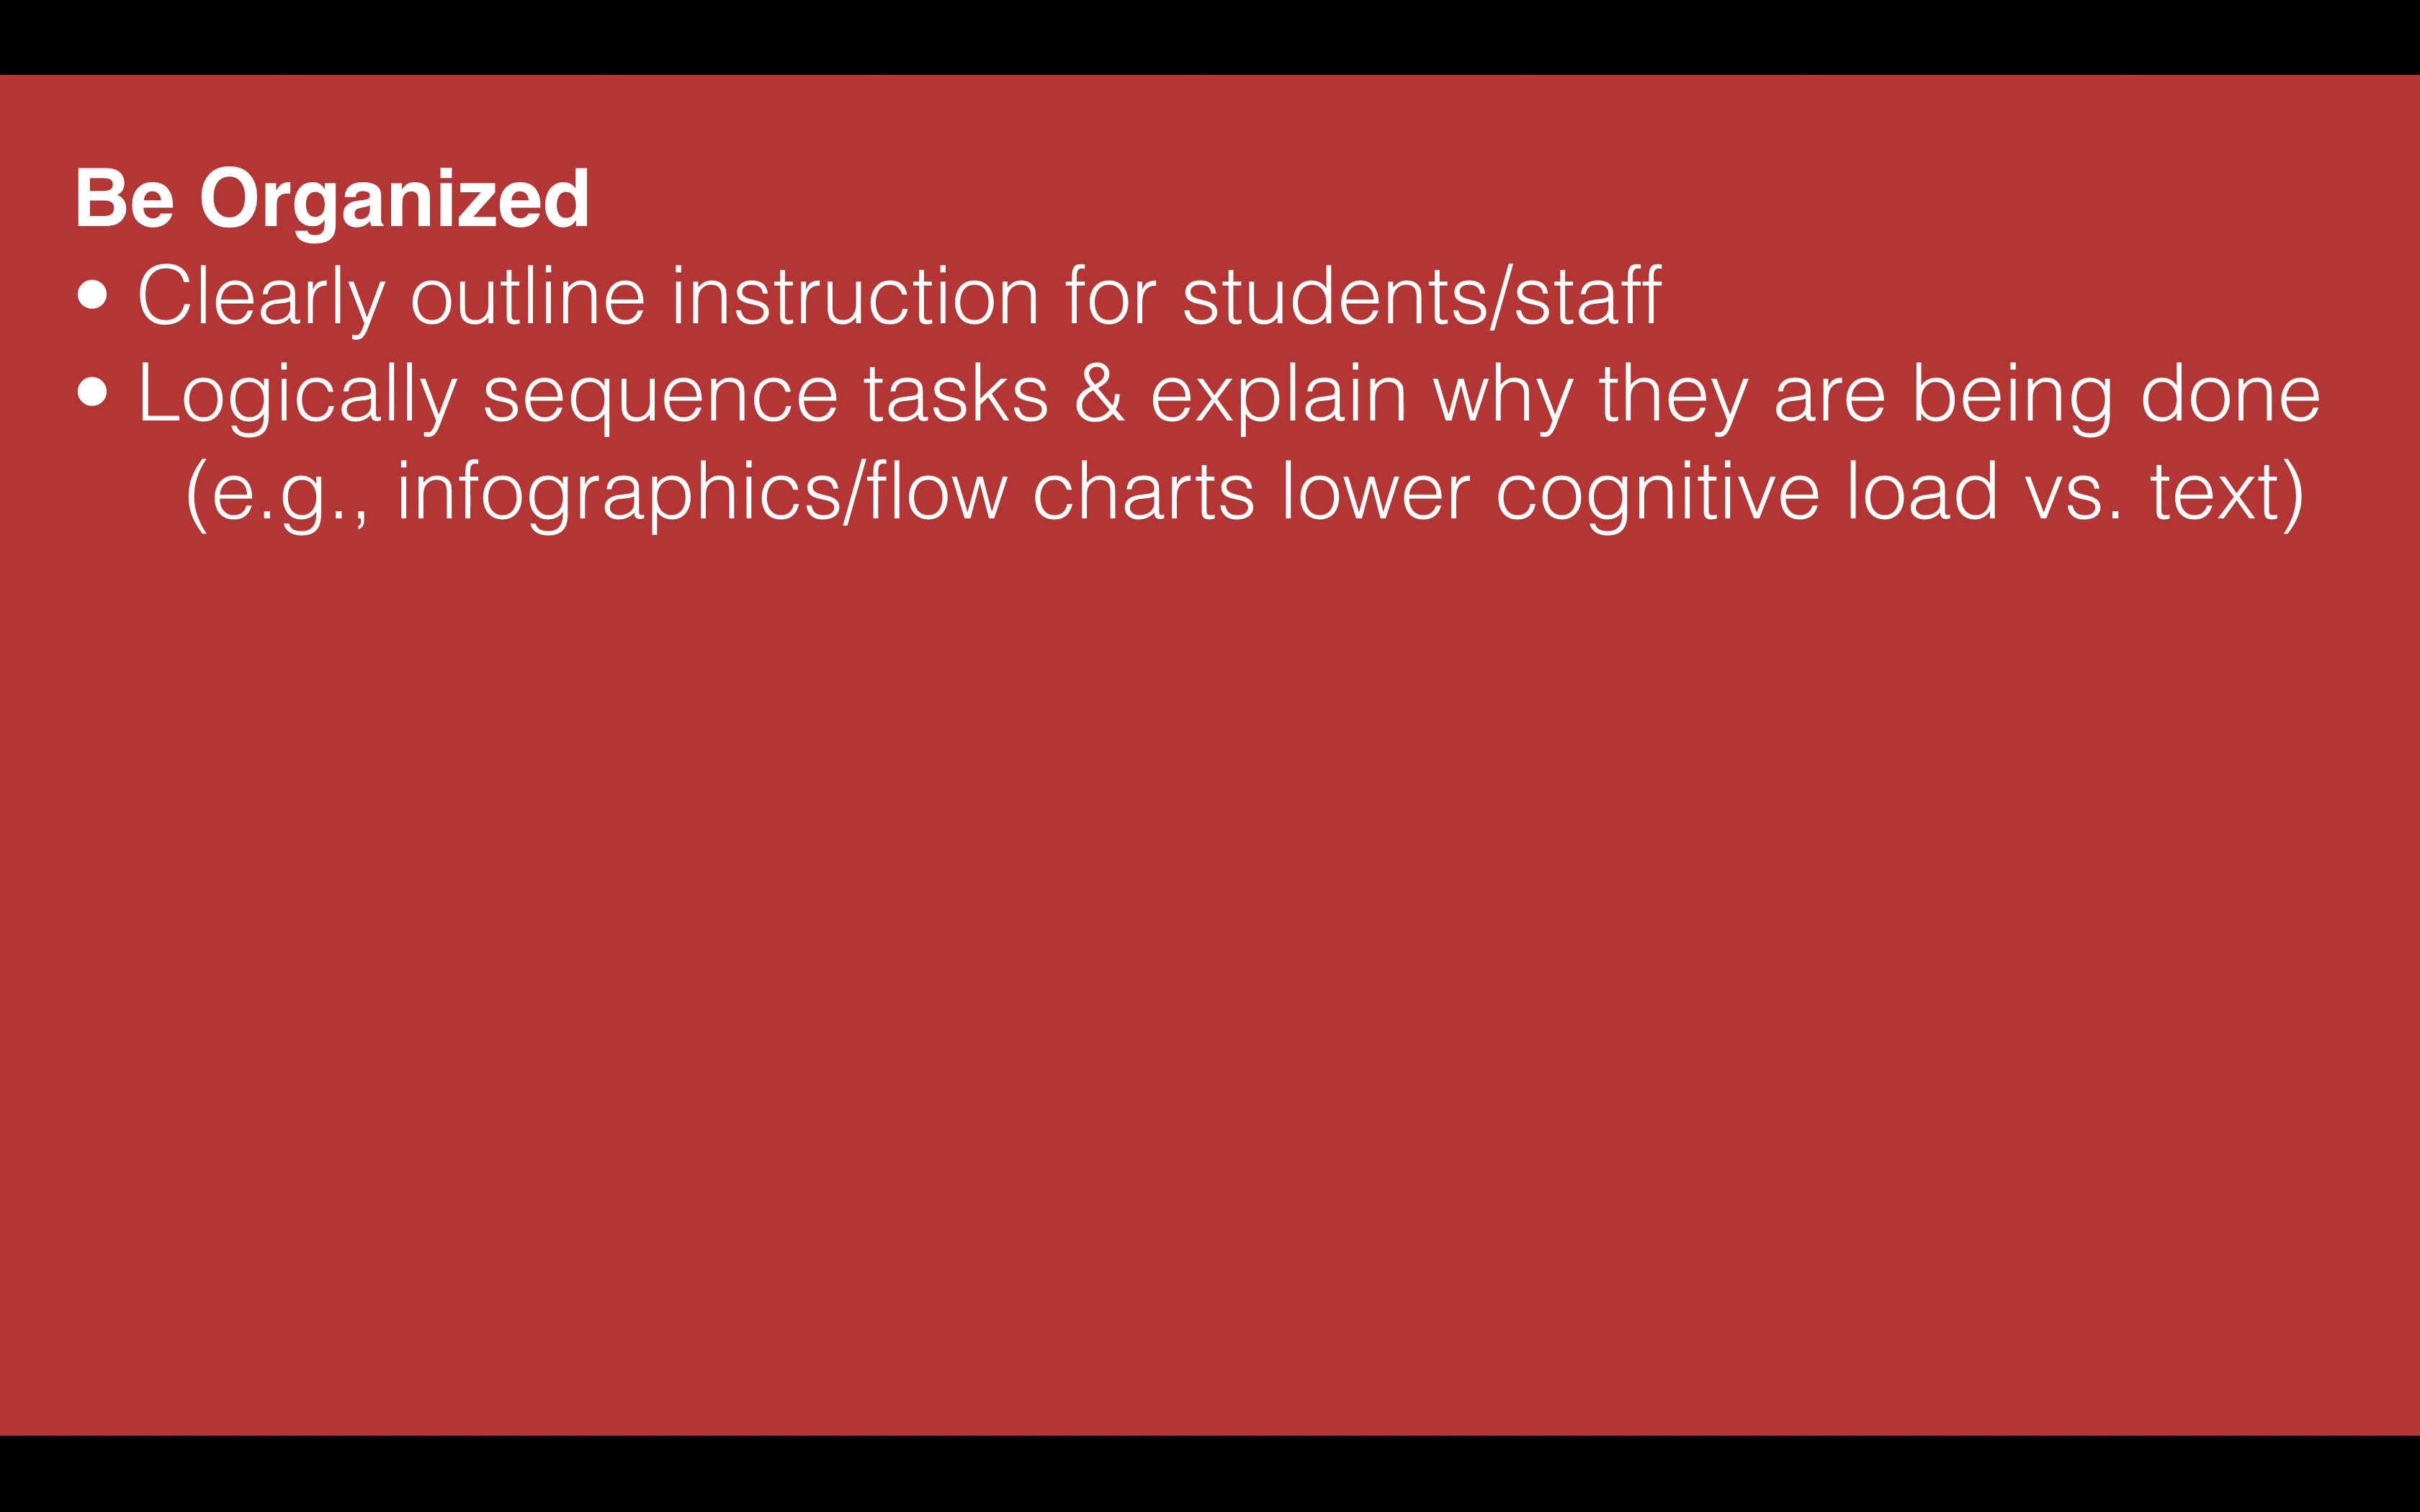 Be Organized
• Clearly outline instruction for students/staff
• Logically sequence tasks & explain why they are being done
(e.g., infographics/flow charts lower cognitive load vs. text)